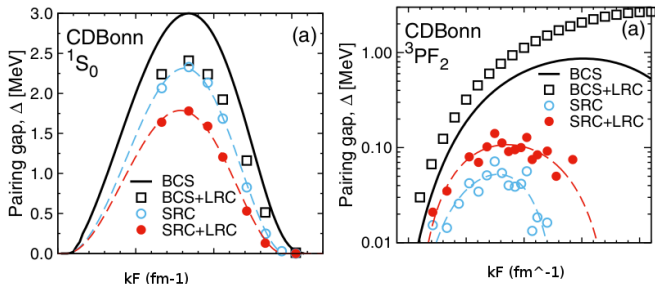 CDBonn
¹S₀
(a)
Pairing gap, Δ [MeV]
3.0
2.5
2.0
1.5
1.0
0.5
0.0
BCS
BCS+LRC
SRC
SRC+LRC
kF (fm-1)
CDBonn
³PF₂
(a)
Pairing gap, Δ [MeV]
1.00
0.10
0.01
BCS
BCS+LRC
SRC
SRC+LRC
kF (fm^-1)